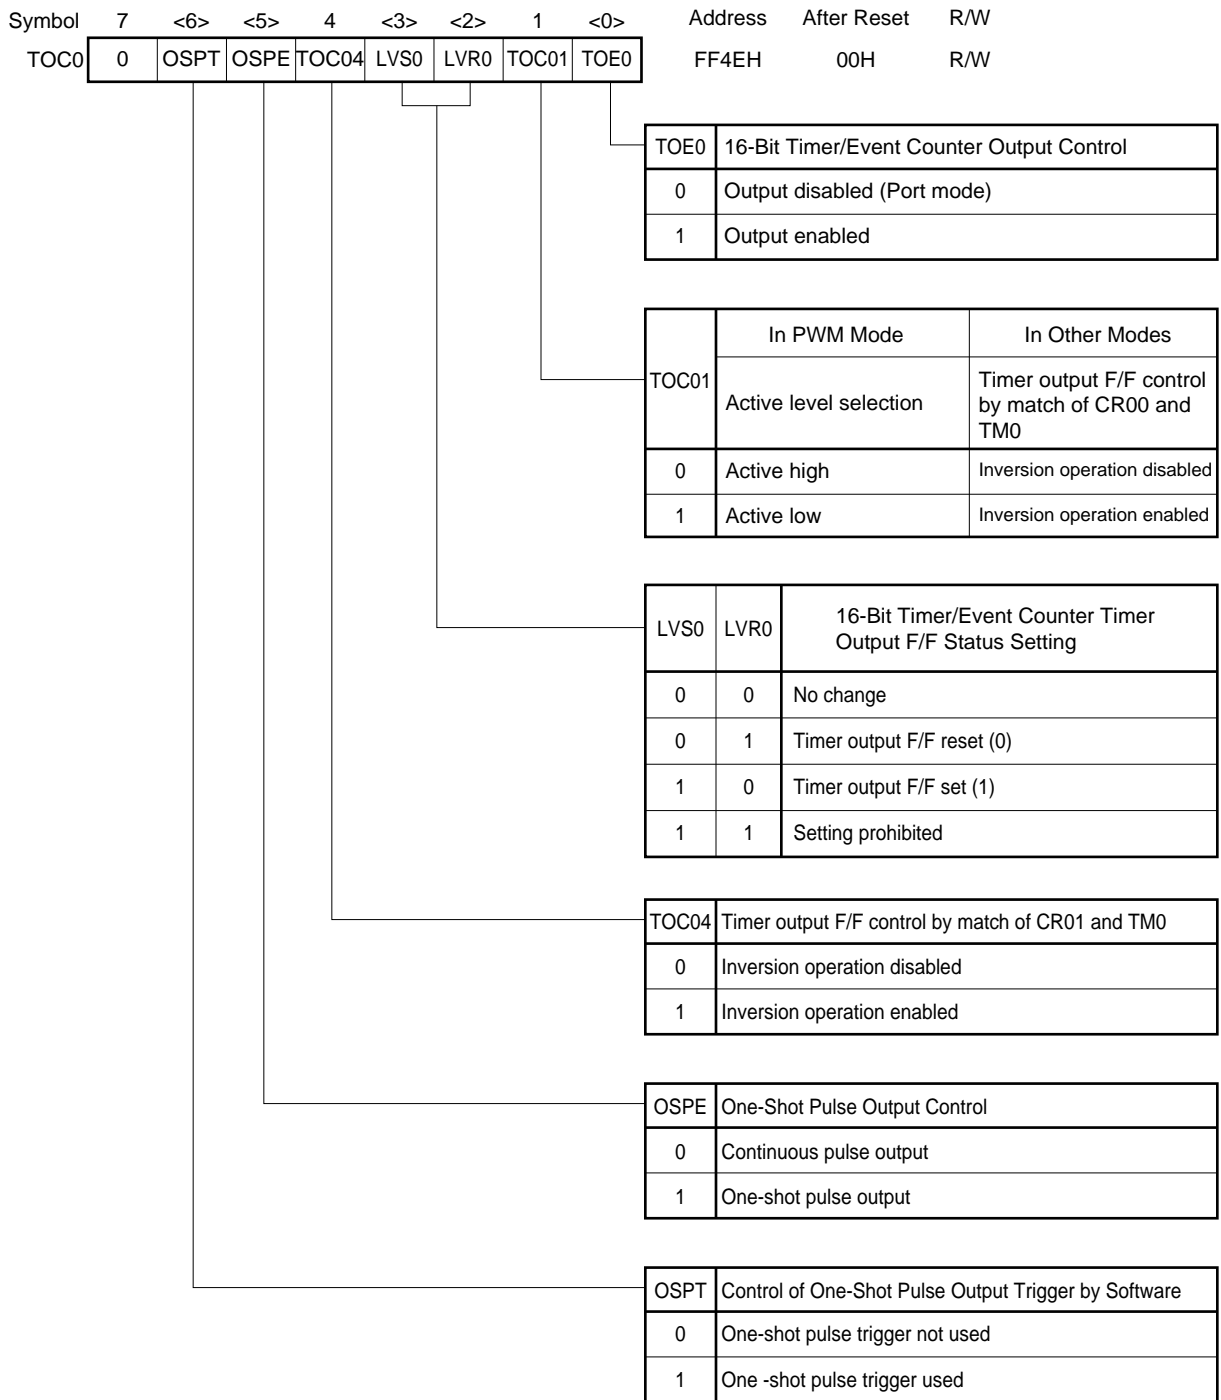 Symbol 7 <6> <5> 4 <3> <2> 1 <0> Address After Reset R/W
TOC0 0 OSPT OSPE TOC04 LVS0 LVR0 TOC01 TOE0 FF4EH 00H R/W
TOE0 16-Bit Timer/Event Counter Output Control
0 Output disabled (Port mode)
1 Output enabled
In PWM Mode In Other Modes
TOC01 Active level selection Timer output F/F control
by match of CR00 and
TM0
0 Active high Inversion operation disabled
1 Active low Inversion operation enabled
LVS0 LVR0 16-Bit Timer/Event Counter Timer
Output F/F Status Setting
0 0 No change
0 1 Timer output F/F reset (0)
1 0 Timer output F/F set (1)
1 1 Setting prohibited
TOC04 Timer output F/F control by match of CR01 and TM0
0 Inversion operation disabled
1 Inversion operation enabled
OSPE One-Shot Pulse Output Control
0 Continuous pulse output
1 One-shot pulse output
OSPT Control of One-Shot Pulse Output Trigger by Software
0 One-shot pulse trigger not used
1 One -shot pulse trigger used